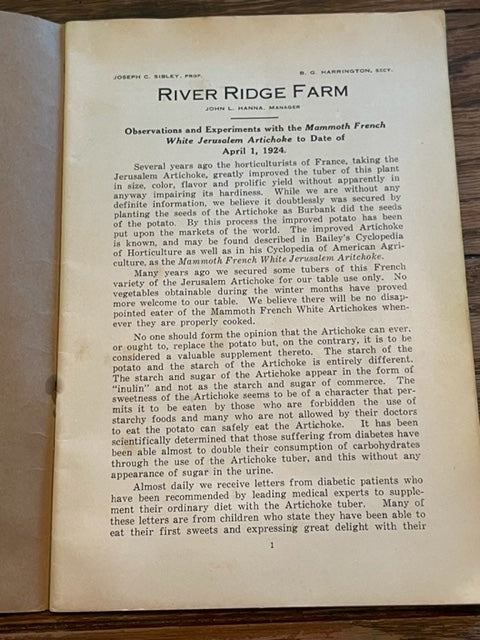 JOSEPH C. SIBLEY, PROP. B. G. HARRINGTON, SECY.
RIVER RIDGE FARM
JOHN L. HANNA, MANAGER
Observations and Experiments with the Mammoth French
White Jerusalem Artichoke to Date of
April 1, 1924.
Several years ago the horticulturists of France, taking the
Jerusalem Artichoke, greatly improved the tuber of this plant
in size, color, flavor and prolific yield without apparently in
anyway impairing its hardiness. While we are without any
definite information, we believe it doubtlessly was secured by
planting the seeds of the Artichoke as Burbank did the seeds
of the potato. By this process the improved potato has been
put upon the markets of the world. The improved Artichoke
is known, and may be found described in Bailey's Cyclopedia
of Horticulture as well as in his Cyclopedia of American Agri-
culture, as the Mammoth French White Jerusalem Aritchoke.
Many years ago we secured some tubers of this French
variety of the Jerusalem Artichoke for our table use only. No
vegetables obtainable during the winter months have proved
more welcome to our table. We believe there will be no disap-
pointed eater of the Mammoth French White Artichokes when-
ever they are properly cooked.
No one should form the opinion that the Artichoke can ever,
or ought to, replace the potato but, on the contrary, it is to be
considered a valuable supplement thereto. The starch of the
potato and the starch of the Artichoke is entirely different.
The starch and sugar of the Artichoke appear in the form of
"inulin" and not as the starch and sugar of commerce. The
sweetness of the Artichoke seems to be of a character that per-
mits it to be eaten by those who are forbidden the use of
starchy foods and many who are not allowed by their doctors
to eat the potato can safely eat the Artichoke. It has been
scientifically determined that those suffering from diabetes have
been able almost to double their consumption of carbohydrates
through the use of the Artichoke tuber, and this without any
appearance of sugar in the urine.
Almost daily we receive letters from diabetic patients who
have been recommended by leading medical experts to supple-
ment their ordinary diet with the Artichoke tuber. Many of
these letters are from children who state they have been able to
eat their first sweets and expressing great delight with their
1